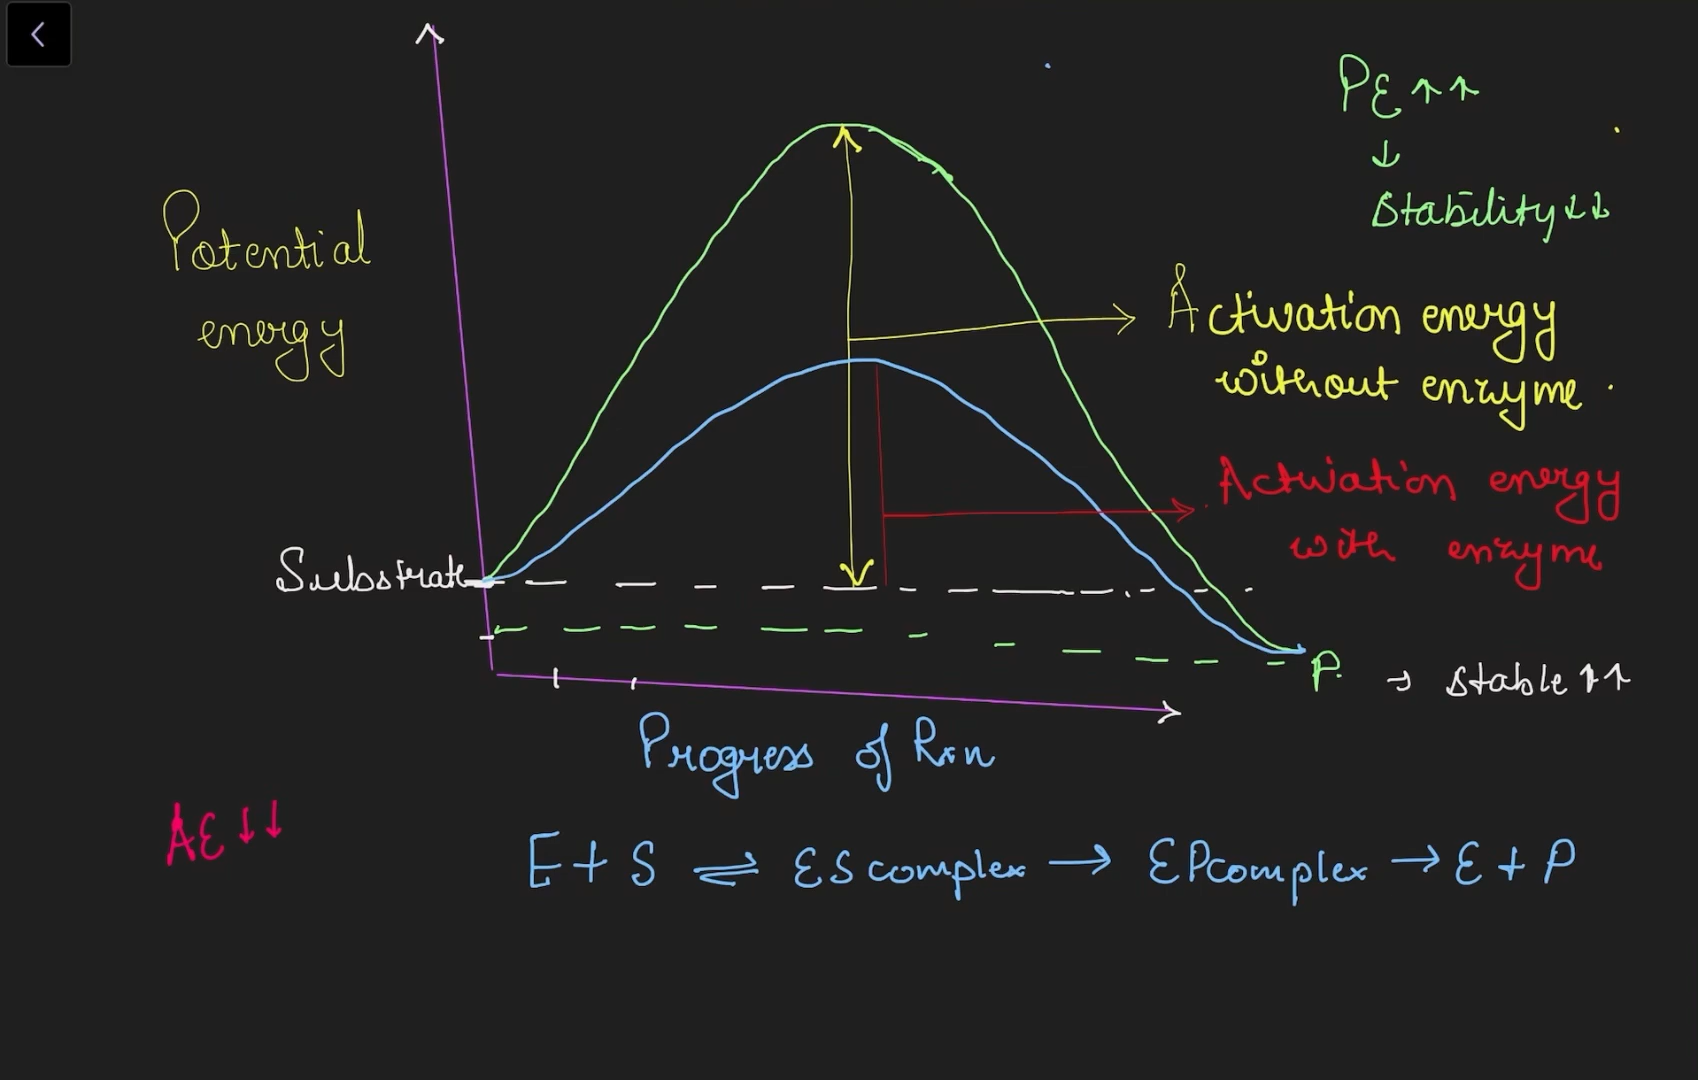 PE ↑↑
↓
Stability ↓↓
Potential
energy
Activation energy
without enzyme
Activation energy
with enzyme
Substrate
P. → Stable ↑↑
Progress of Rxn
AE ↓↓
E + S ⇌ ES complex → EP complex → E + P